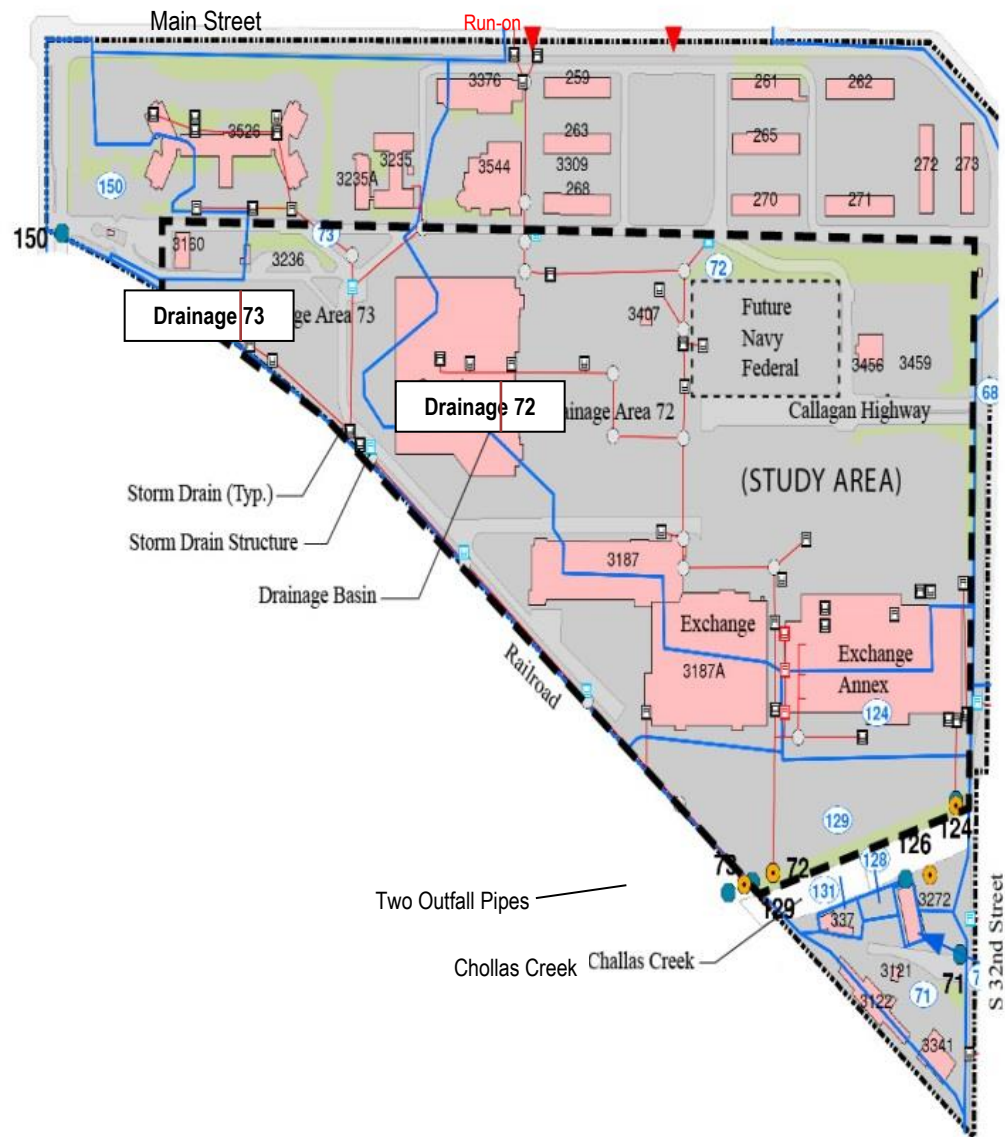 Main Street
Run-on
3376
259
261
262
3526
263
265
272
273
3235
3235A
3544
3309
268
270
271
150
150
73
3160
3236
72
Drainage 73
ge Area 73
3407
Future
Navy
Federal
3456
3459
68
Drainage 72
ainage Area 72
Callagan Highway
(STUDY AREA)
Storm Drain (Typ.)
Storm Drain Structure
Drainage Basin
3187
Exchange
3187A
Exchange
Annex
124
Railroad
129
124
126
128
73
72
129
131
3272
337
Two Outfall Pipes
Chollas Creek
Challas Creek
3121
3122
71
71
7
3341
S 32nd Street